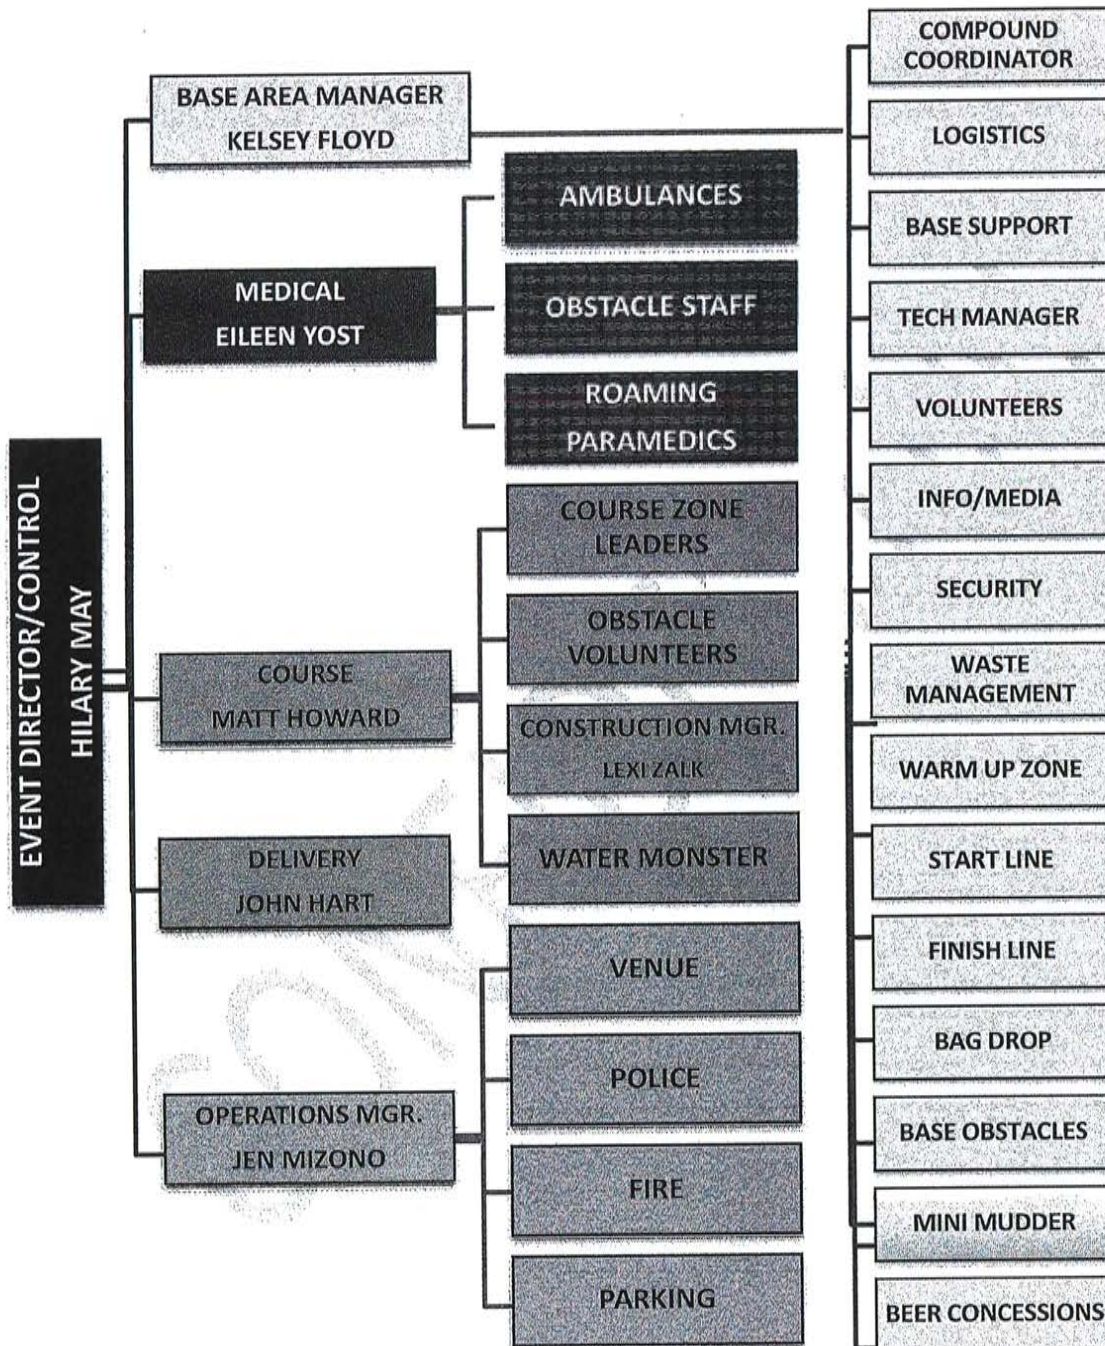 EVENT DIRECTOR/CONTROL
HILARY MAY
BASE AREA MANAGER
KELSEY FLOYD
MEDICAL
EILEEN YOST
COURSE
MATT HOWARD
DELIVERY
JOHN HART
OPERATIONS MGR.
JEN MIZONO
AMBULANCES
OBSTACLE STAFF
ROAMING
PARAMEDICS
COURSE ZONE
LEADERS
OBSTACLE
VOLUNTEERS
CONSTRUCTION MGR.
LEXI ZALK
WATER MONSTER
VENUE
POLICE
FIRE
PARKING
COMPOUND
COORDINATOR
LOGISTICS
BASE SUPPORT
TECH MANAGER
VOLUNTEERS
INFO/MEDIA
SECURITY
WASTE
MANAGEMENT
WARM UP ZONE
START LINE
FINISH LINE
BAG DROP
BASE OBSTACLES
MINI MUDDER
BEER CONCESSIONS